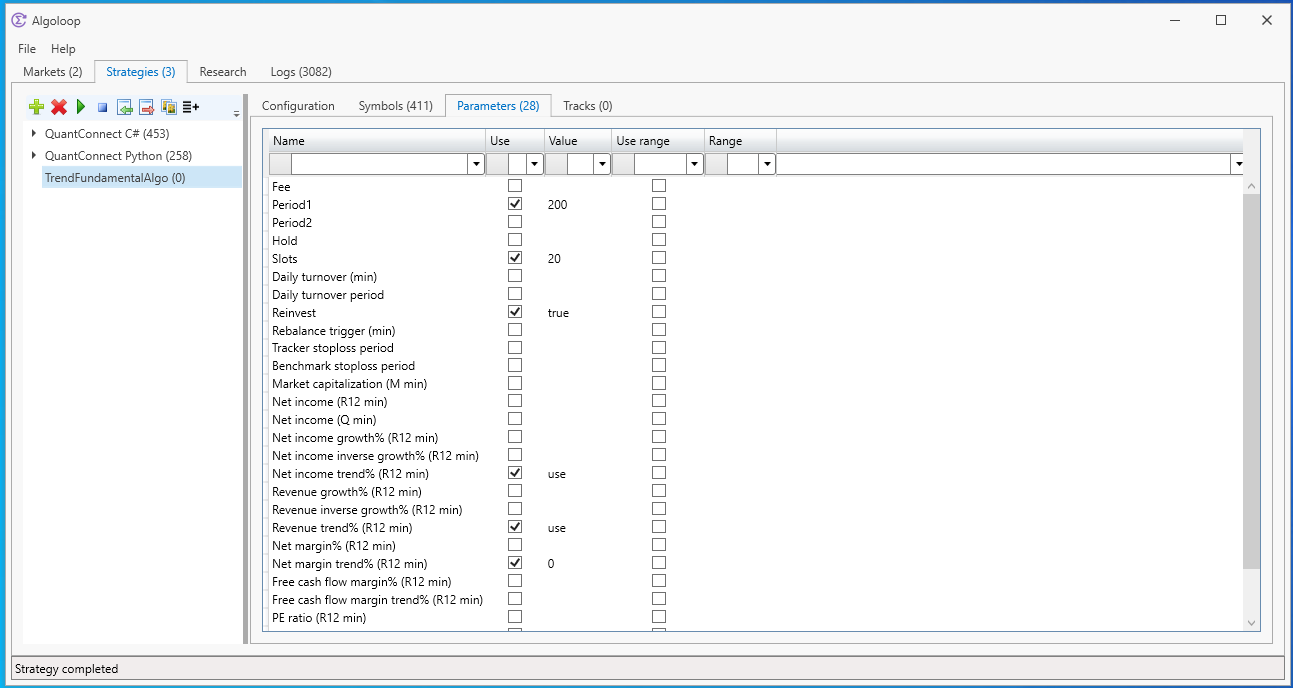 Algoloop
File Help
Markets (2) Strategies (3) Research Logs (3082)
Configuration Symbols (411) Parameters (28) Tracks (0)
QuantConnect C# (453)
QuantConnect Python (258)
TrendFundamentalAlgo (0)
Name Use Value Use range Range
Fee
Period1 200
Period2
Hold
Slots 20
Daily turnover (min)
Daily turnover period
Reinvest true
Rebalance trigger (min)
Tracker stoploss period
Benchmark stoploss period
Market capitalization (M min)
Net income (R12 min)
Net income (Q min)
Net income growth% (R12 min)
Net income inverse growth% (R12 min)
Net income trend% (R12 min) use
Revenue growth% (R12 min)
Revenue inverse growth% (R12 min)
Revenue trend% (R12 min) use
Net margin% (R12 min)
Net margin trend% (R12 min) 0
Free cash flow margin% (R12 min)
Free cash flow margin trend% (R12 min)
PE ratio (R12 min)
Strategy completed